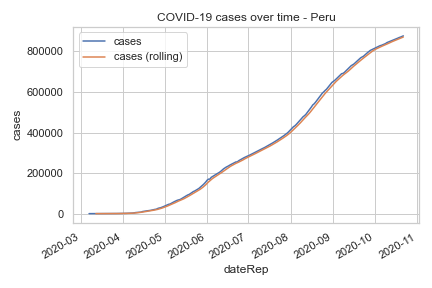 COVID-19 cases over time - Peru
cases
cases (rolling)
800000
600000
400000
200000
0
cases
2020-03
2020-04
2020-05
2020-06
2020-07
2020-08
2020-09
2020-10
2020-11
dateRep